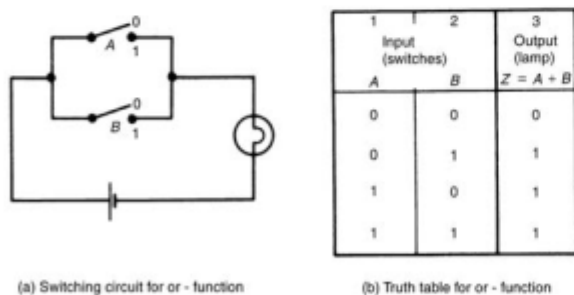 0
A
1
0
B
1
(a) Switching circuit for or - function
1 2 3
Input Output
(switches) (lamp)
A B Z = A + B
0 0 0
0 1 1
1 0 1
1 1 1
(b) Truth table for or - function